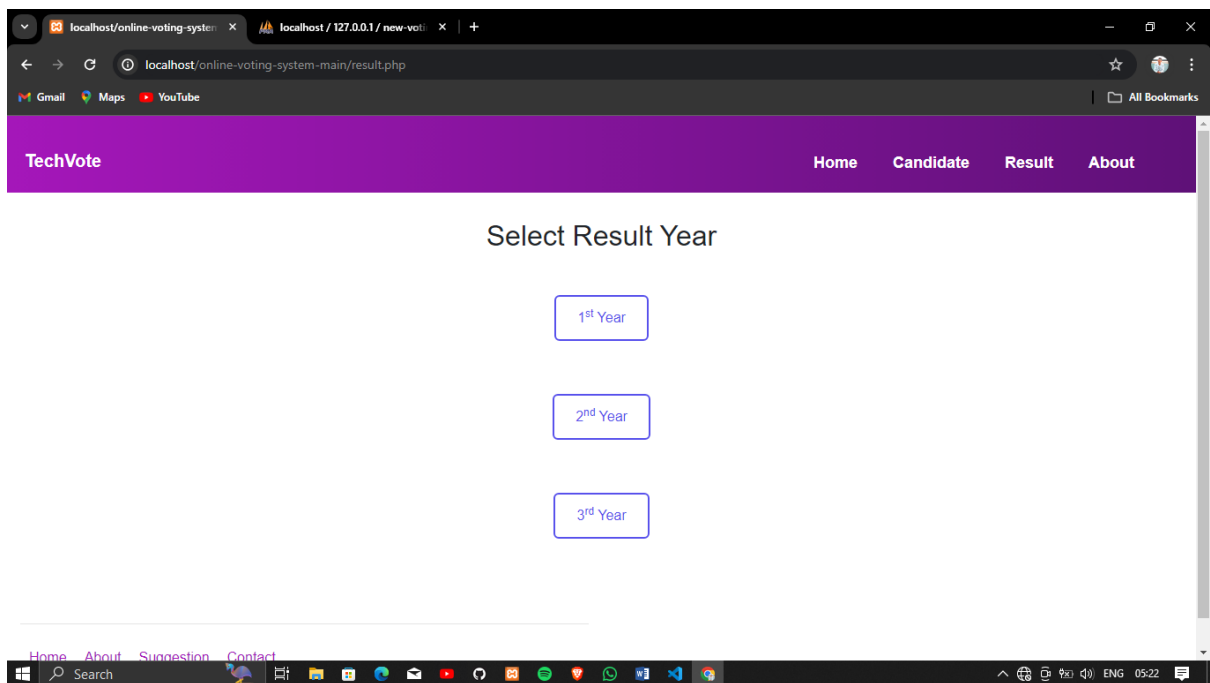 localhost/online-voting-system
localhost / 127.0.0.1 / new-voti
localhost/online-voting-system-main/result.php
Gmail Maps YouTube All Bookmarks
TechVote Home Candidate Result About
Select Result Year
1st Year
2nd Year
3rd Year
Home About Suggestion Contact
Search ENG 05:22